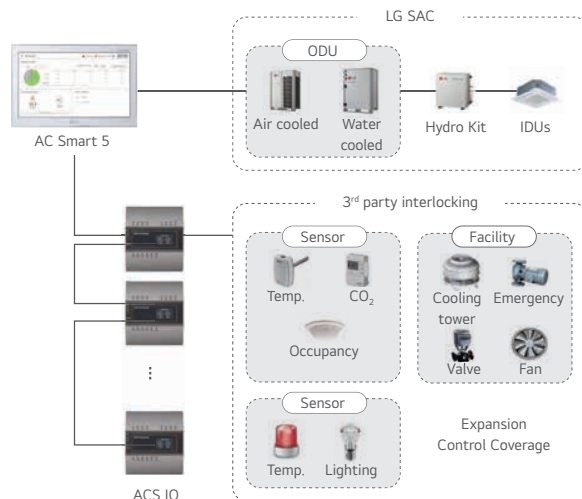 LG SAC
ODU
Air cooled
Water
cooled
Hydro Kit
IDUs
AC Smart 5
3rd party interlocking
Sensor
Temp.
CO2
Occupancy
Facility
Cooling
tower
Emergency
Valve
Fan
Sensor
Temp.
Lighting
Expansion
Control Coverage
ACS IO